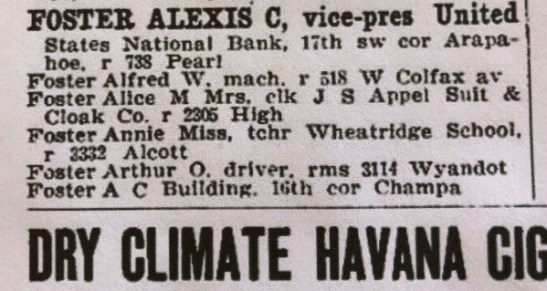 FOSTER ALEXIS C, vice-pres United
States National Bank, 17th sw cor Arapa-
hoe, r 738 Pearl
Foster Alfred W, mach, r 518 W Colfax av
Foster Alice M Mrs, clk J S Appel Suit &
Cloak Co, r 2305 High
Foster Annie Miss, tchr Wheatridge School,
r 3332 Alcott
Foster Arthur O, driver, rms 3114 Wyandot
Foster A C Building, 16th cor Champa
DRY CLIMATE HAVANA CIG